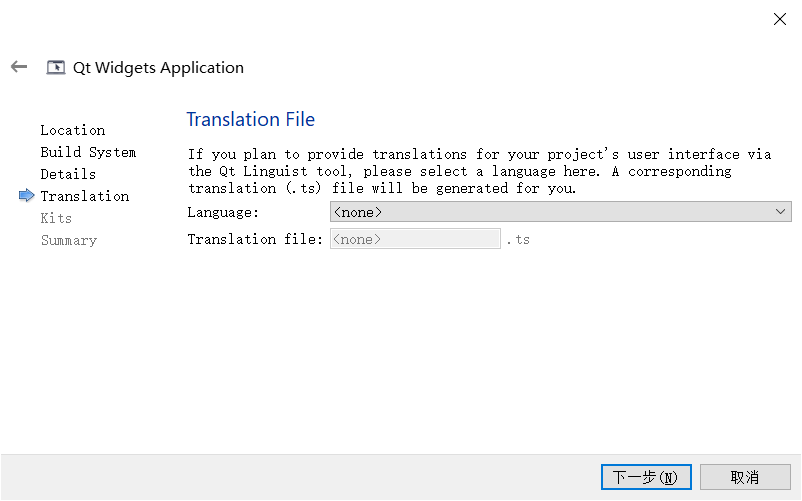 Qt Widgets Application
Location
Build System
Details
Translation
Kits
Summary
Translation File
If you plan to provide translations for your project's user interface via
the Qt Linguist tool, please select a language here. A corresponding
translation (.ts) file will be generated for you.
Language: <none>
Translation file: <none> .ts
下一步(N) 取消